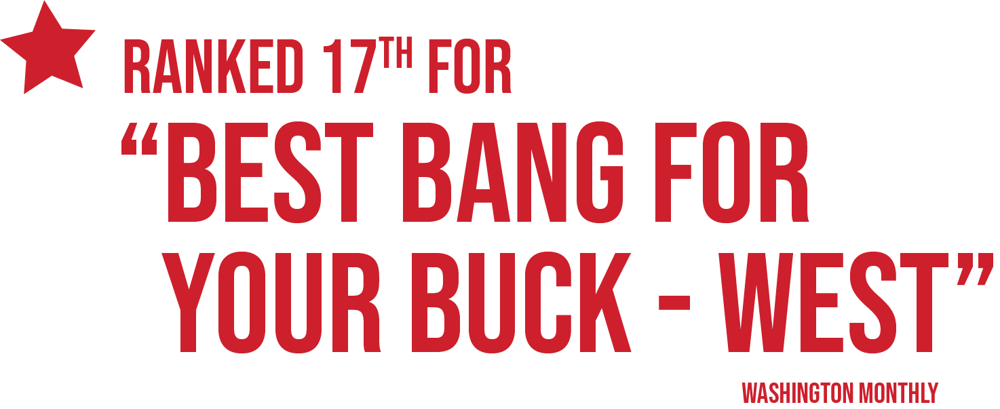 RANKED 17TH FOR
“BEST BANG FOR
YOUR BUCK - WEST”
WASHINGTON MONTHLY